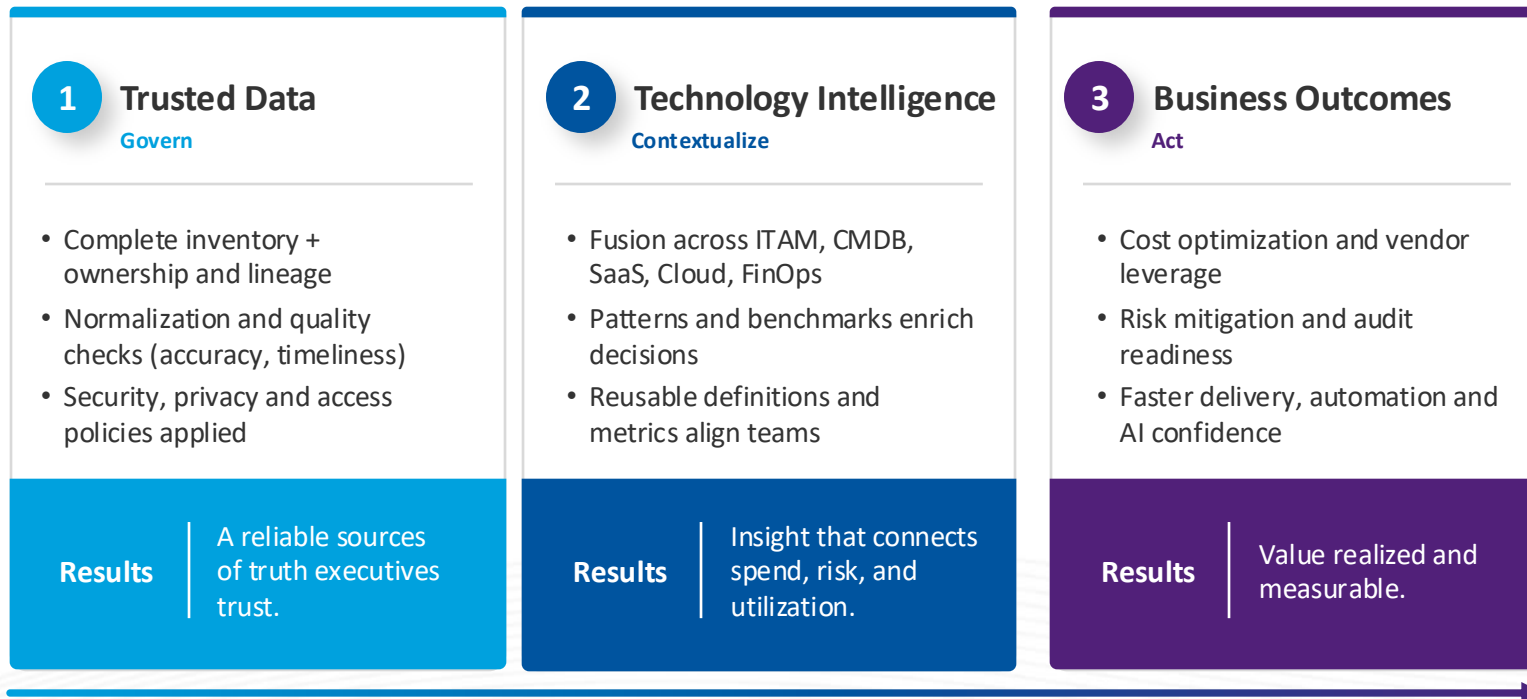 1 Trusted Data
Govern
• Complete inventory +
ownership and lineage
• Normalization and quality
checks (accuracy, timeliness)
• Security, privacy and access
policies applied
Results
A reliable sources
of truth executives
trust.
2 Technology Intelligence
Contextualize
• Fusion across ITAM, CMDB,
SaaS, Cloud, FinOps
• Patterns and benchmarks enrich
decisions
• Reusable definitions and
metrics align teams
Results
Insight that connects
spend, risk, and
utilization.
3 Business Outcomes
Act
• Cost optimization and vendor
leverage
• Risk mitigation and audit
readiness
• Faster delivery, automation and
AI confidence
Results
Value realized and
measurable.